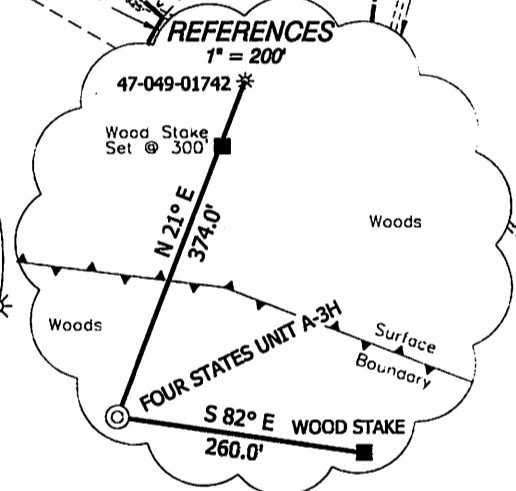 REFERENCES
1" = 200'
47-049-01742
Wood Stake
Set @ 300'
N 21° E
374.0'
Woods
Woods
FOUR STATES UNIT A-3H
Surface
Boundary
S 82° E
260.0'
WOOD STAKE